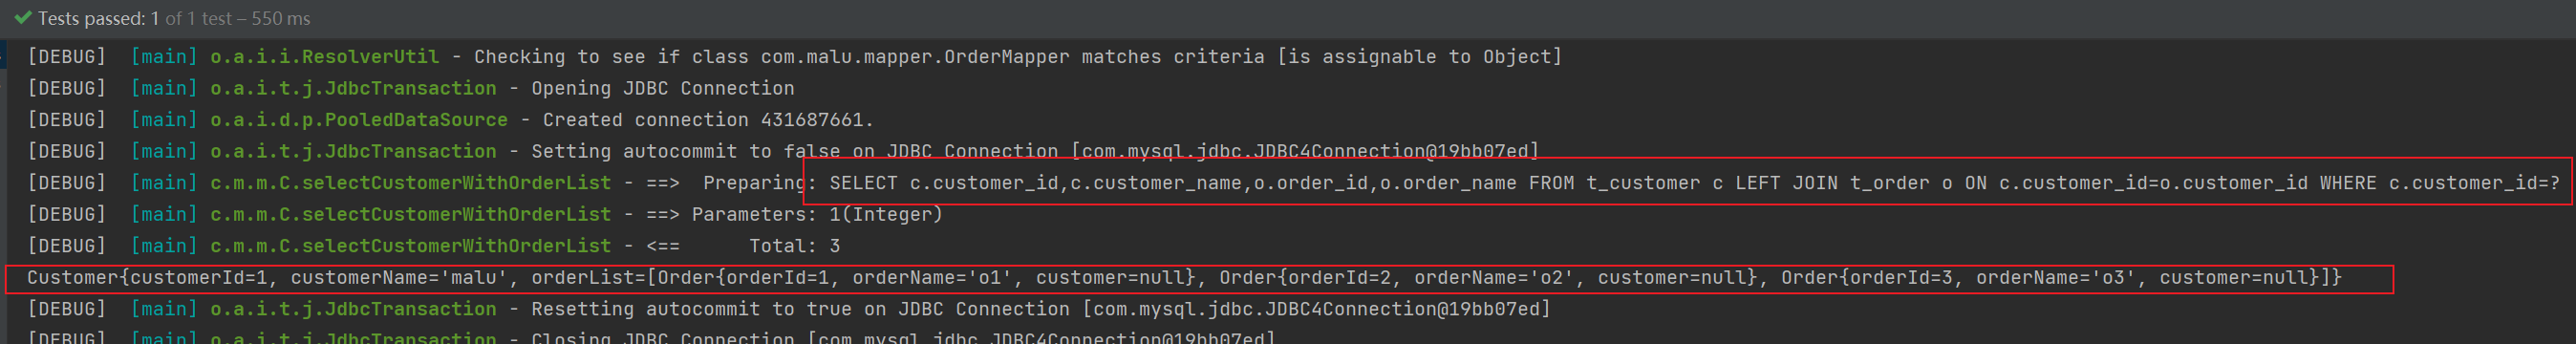 Tests passed: 1 of 1 test – 550 ms
[DEBUG] [main] o.a.i.i.ResolverUtil - Checking to see if class com.malu.mapper.OrderMapper matches criteria [is assignable to Object]
[DEBUG] [main] o.a.i.t.j.JdbcTransaction - Opening JDBC Connection
[DEBUG] [main] o.a.i.d.p.PooledDataSource - Created connection 431687661.
[DEBUG] [main] o.a.i.t.j.JdbcTransaction - Setting autocommit to false on JDBC Connection [com.mysql.jdbc.JDBC4Connection@19bb07ed]
[DEBUG] [main] c.m.m.C.selectCustomerWithOrderList - ==>  Preparing: SELECT c.customer_id,c.customer_name,o.order_id,o.order_name FROM t_customer c LEFT JOIN t_order o ON c.customer_id=o.customer_id WHERE c.customer_id=?
[DEBUG] [main] c.m.m.C.selectCustomerWithOrderList - ==> Parameters: 1(Integer)
[DEBUG] [main] c.m.m.C.selectCustomerWithOrderList - <==      Total: 3
Customer{customerId=1, customerName='malu', orderList=[Order{orderId=1, orderName='o1', customer=null}, Order{orderId=2, orderName='o2', customer=null}, Order{orderId=3, orderName='o3', customer=null}]}
[DEBUG] [main] o.a.i.t.j.JdbcTransaction - Resetting autocommit to true on JDBC Connection [com.mysql.jdbc.JDBC4Connection@19bb07ed]
[DEBUG] [main] o.a.i.t.j.JdbcTransaction - Closing JDBC Connection [com.mysql.jdbc.JDBC4Connection@19bb07ed]